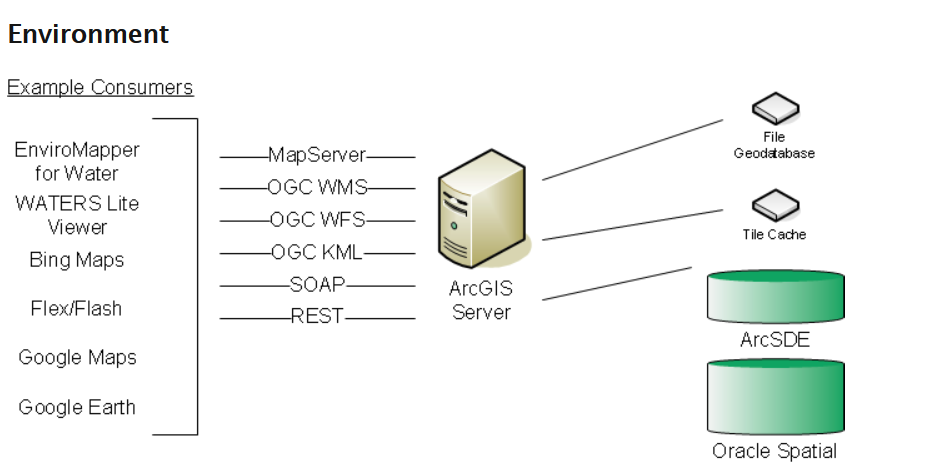 Environment
Example Consumers
EnviroMapper
for Water
WATERS Lite
Viewer
Bing Maps
Flex/Flash
Google Maps
Google Earth
MapServer
OGC WMS
OGC WFS
OGC KML
SOAP
REST
ArcGIS
Server
File
Geodatabase
Tile Cache
ArcSDE
Oracle Spatial